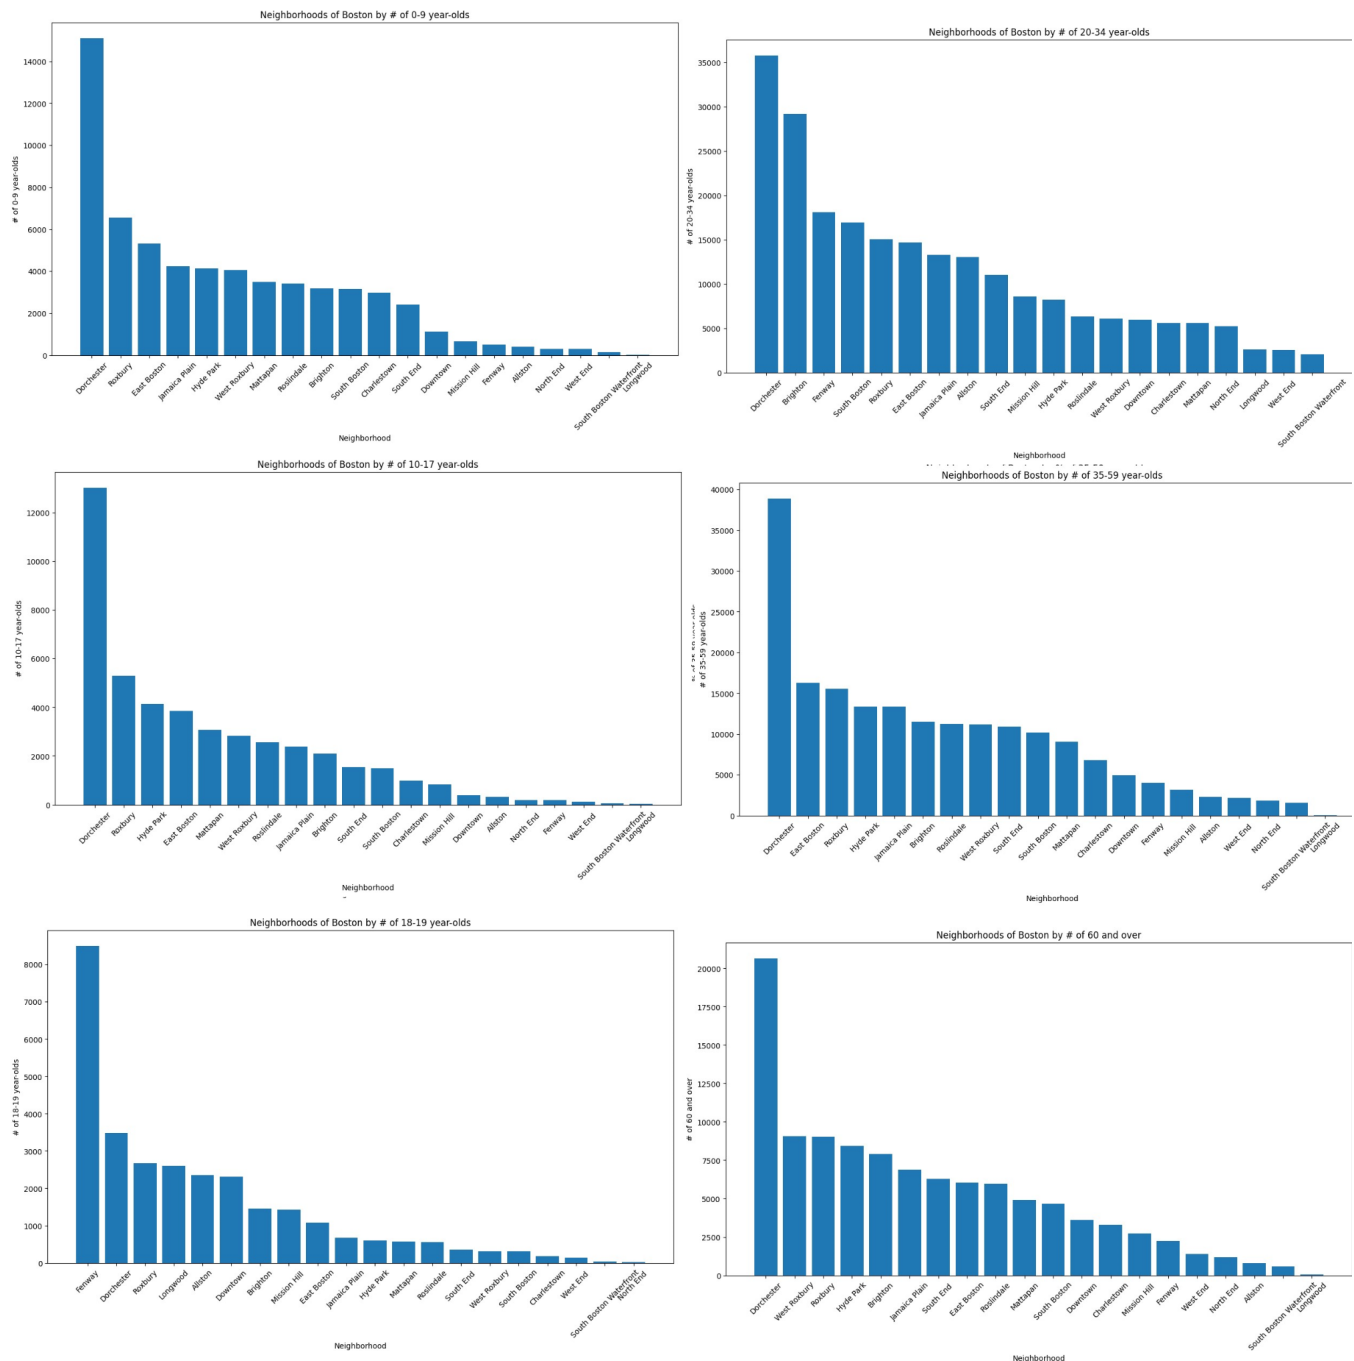 Neighborhoods of Boston by # of 0-9 year-olds
# of 0-9 year-olds
14000
12000
10000
8000
6000
4000
2000
0
Dorchester
Roxbury
East Boston
Jamaica Plain
Hyde Park
West Roxbury
Mattapan
Roslindale
Brighton
South Boston
Charlestown
South End
Downtown
Mission Hill
Fenway
Allston
North End
West End
South Boston Waterfront
Longwood
Neighborhood
Neighborhoods of Boston by # of 20-34 year-olds
# of 20-34 year-olds
35000
30000
25000
20000
15000
10000
5000
0
Dorchester
Brighton
Fenway
South Boston
Roxbury
East Boston
Jamaica Plain
Allston
South End
Mission Hill
Hyde Park
Roslindale
West Roxbury
Downtown
Charlestown
Mattapan
North End
Longwood
West End
South Boston Waterfront
Neighborhood
Neighborhoods of Boston by # of 10-17 year-olds
# of 10-17 year-olds
12000
10000
8000
6000
4000
2000
0
Dorchester
Roxbury
Hyde Park
East Boston
Mattapan
West Roxbury
Roslindale
Jamaica Plain
Brighton
South End
South Boston
Charlestown
Mission Hill
Downtown
Allston
North End
Fenway
West End
South Boston Waterfront
Longwood
Neighborhood
Neighborhoods of Boston by # of 35-59 year-olds
# of 35-59 year-olds
40000
35000
30000
25000
20000
15000
10000
5000
0
Dorchester
East Boston
Roxbury
Hyde Park
Jamaica Plain
Brighton
Roslindale
West Roxbury
South End
South Boston
Mattapan
Charlestown
Downtown
Fenway
Mission Hill
Allston
West End
North End
South Boston Waterfront
Longwood
Neighborhood
Neighborhoods of Boston by # of 18-19 year-olds
# of 18-19 year-olds
8000
7000
6000
5000
4000
3000
2000
1000
0
Fenway
Dorchester
Roxbury
Longwood
Allston
Downtown
Brighton
Mission Hill
East Boston
Jamaica Plain
Hyde Park
Mattapan
Roslindale
South End
West Roxbury
South Boston
Charlestown
West End
South Boston Waterfront
North End
Neighborhood
Neighborhoods of Boston by # of 60 and over
# of 60 and over
20000
17500
15000
12500
10000
7500
5000
2500
0
Dorchester
West Roxbury
Roxbury
Hyde Park
Brighton
Jamaica Plain
South End
East Boston
Roslindale
Mattapan
South Boston
Downtown
Charlestown
Mission Hill
Fenway
West End
North End
Allston
South Boston Waterfront
Longwood
Neighborhood